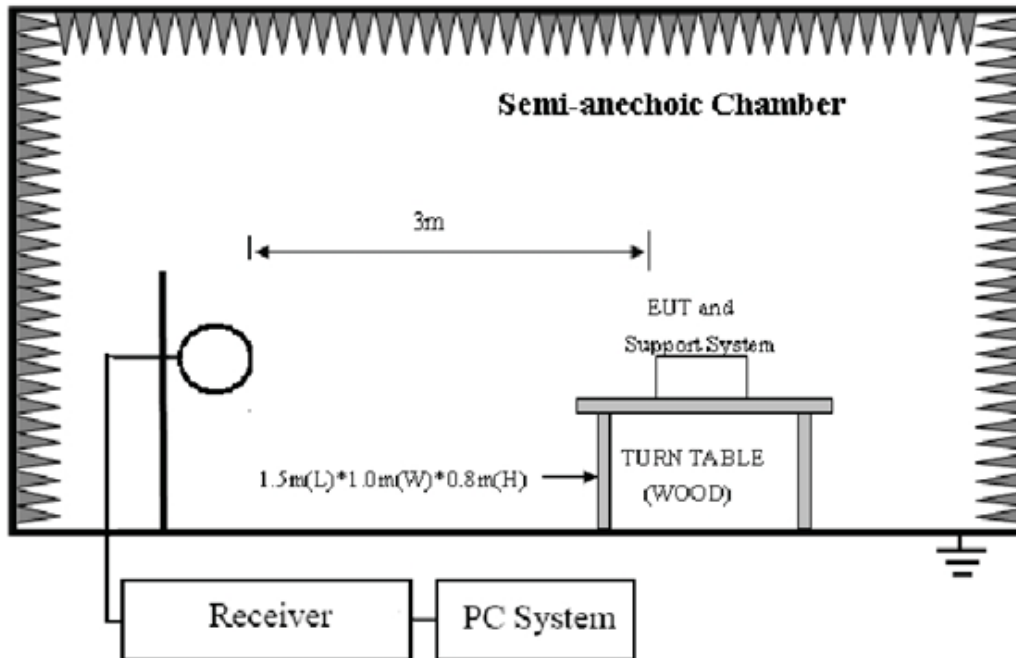 Semi-anechoic Chamber
3m
EUT and
Support System
1.5m(L)*1.0m(W)*0.8m(H)
TURN TABLE
(WOOD)
Receiver
PC System